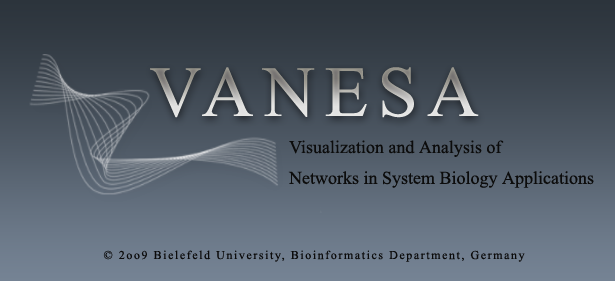 VANESA
Visualization and Analysis of
Networks in System Biology Applications
© 2009 Bielefeld University, Bioinformatics Department, Germany